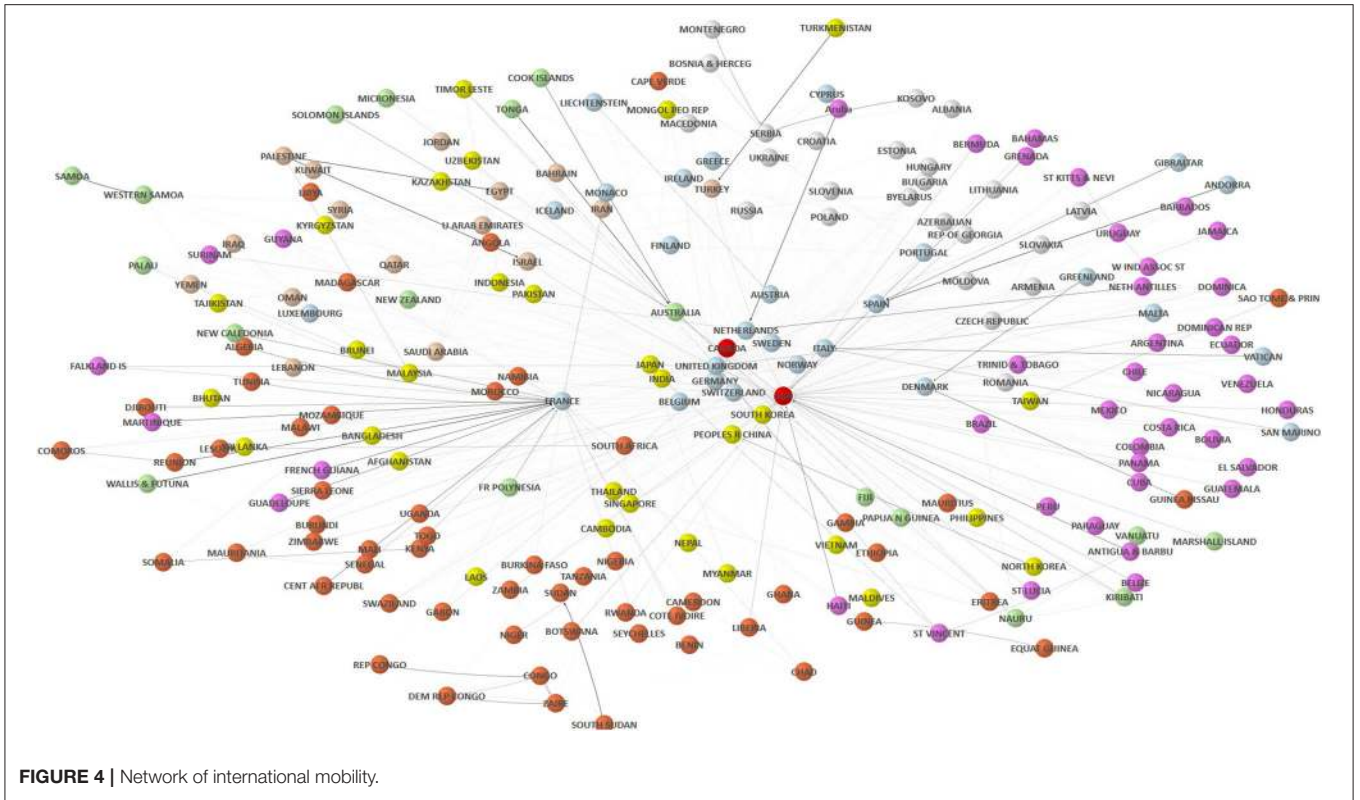 MONTENEGRO
TURKMENISTAN
BOSNIA & HERCEG
COOK ISLANDS
CAPE VERDE
TIMOR LESTE
MICRONESIA
LIECHTENSTEIN
CYPRUS
KOSOVO
TONGA
MONGOL PEO REP
Aruba
ALBANIA
SOLOMON ISLANDS
MACEDONIA
SERBIA
CROATIA
BERMUDA
BAHAMAS
JORDAN
ESTONIA
GRENADA
PALESTINE
UZBEKISTAN
GREECE
UKRAINE
HUNGARY
GIBRALTAR
KUWAIT
BAHRAIN
IRELAND
BULGARIA
ST KITTS & NEVI
SAMOA
KAZAKHSTAN
EGYPT
MONACO
TURKEY
SLOVENIA
BYELARUS
LITHUANIA
ANDORRA
WESTERN SAMOA
SYRIA
ICELAND
IRAN
RUSSIA
POLAND
LATVIA
BARBADOS
KYRGYZSTAN
U ARAB EMIRATES
AZERBAIJAN
REP OF GEORGIA
URUGUAY
JAMAICA
GUYANA
IRAQ
ANGOLA
FINLAND
PORTUGAL
SLOVAKIA
SURINAM
QATAR
ISRAEL
W IND ASSOC ST
PALAU
YEMEN
MADAGASCAR
INDONESIA
PAKISTAN
AUSTRIA
MOLDOVA
ARMENIA
GREENLAND
NETH ANTILLES
DOMINICA
TAJIKISTAN
OMAN
NEW ZEALAND
SPAIN
SAO TOME & PRIN
LUXEMBOURG
AUSTRALIA
CZECH REPUBLIC
MALTA
NEW CALEDONIA
NETHERLANDS
DOMINICAN REP
ALGERIA
BRUNEI
SAUDI ARABIA
CANADA
SWEDEN
ITALY
ARGENTINA
ECUADOR
VATICAN
FALKLAND IS
LEBANON
MALAYSIA
JAPAN
UNITED KINGDOM
NORWAY
TRINID & TOBAGO
CHILE
TUNINIA
NAMIBIA
INDIA
GERMANY
DENMARK
ROMANIA
VENEZUELA
BHUTAN
MOROCCO
SWITZERLAND
NICARAGUA
DJIBOUTI
FRANCE
BELGIUM
TAIWAN
MEXICO
HONDURAS
MARTINIQUE
MOZAMBIQUE
SOUTH KOREA
BRAZIL
COSTA RICA
SAN MARINO
MALAWI
BANGLADESH
PEOPLES R CHINA
COLOMBIA
BOLIVIA
COMOROS
SOUTH AFRICA
REUNION
AFGHANISTAN
PANAMA
EL SALVADOR
WALLIS & FUTUNA
FRENCH GUIANA
CUBA
SIERRA LEONE
FR POLYNESIA
THAILAND
GUATEMALA
GUADELOUPE
SINGAPORE
FIJI
MAURITIUS
GUINEA BISSAU
PERU
UGANDA
PAPUA N GUINEA
PHILIPPINES
BURUNDI
CAMBODIA
GAMBIA
PARAGUAY
TOGO
VANUATU
ZIMBABWE
NEPAL
VIETNAM
ANTIGUA & BARBU
MARSHALL ISLAND
MAURITANIA
MALI
KENYA
ETHIOPIA
SOMALIA
SENEGAL
BURKINA FASO
NIGERIA
NORTH KOREA
LAOS
TANZANIA
MYANMAR
CENT AFR REPUBL
BELIZE
ZAMBIA
SUDAN
GHANA
MALDIVES
ST LUCIA
KIRIBATI
SWAZILAND
GABON
CAMEROON
HAITI
ERITREA
RWANDA
COTE IVOIRE
GUINEA
NAURU
NIGER
BOTSWANA
SEYCHELLES
LIBERIA
ST VINCENT
BENIN
EQUAT GUINEA
REP CONGO
CONGO
CHAD
DEM REP CONGO
ZAIRE
SOUTH SUDAN
FIGURE 4 | Network of international mobility.